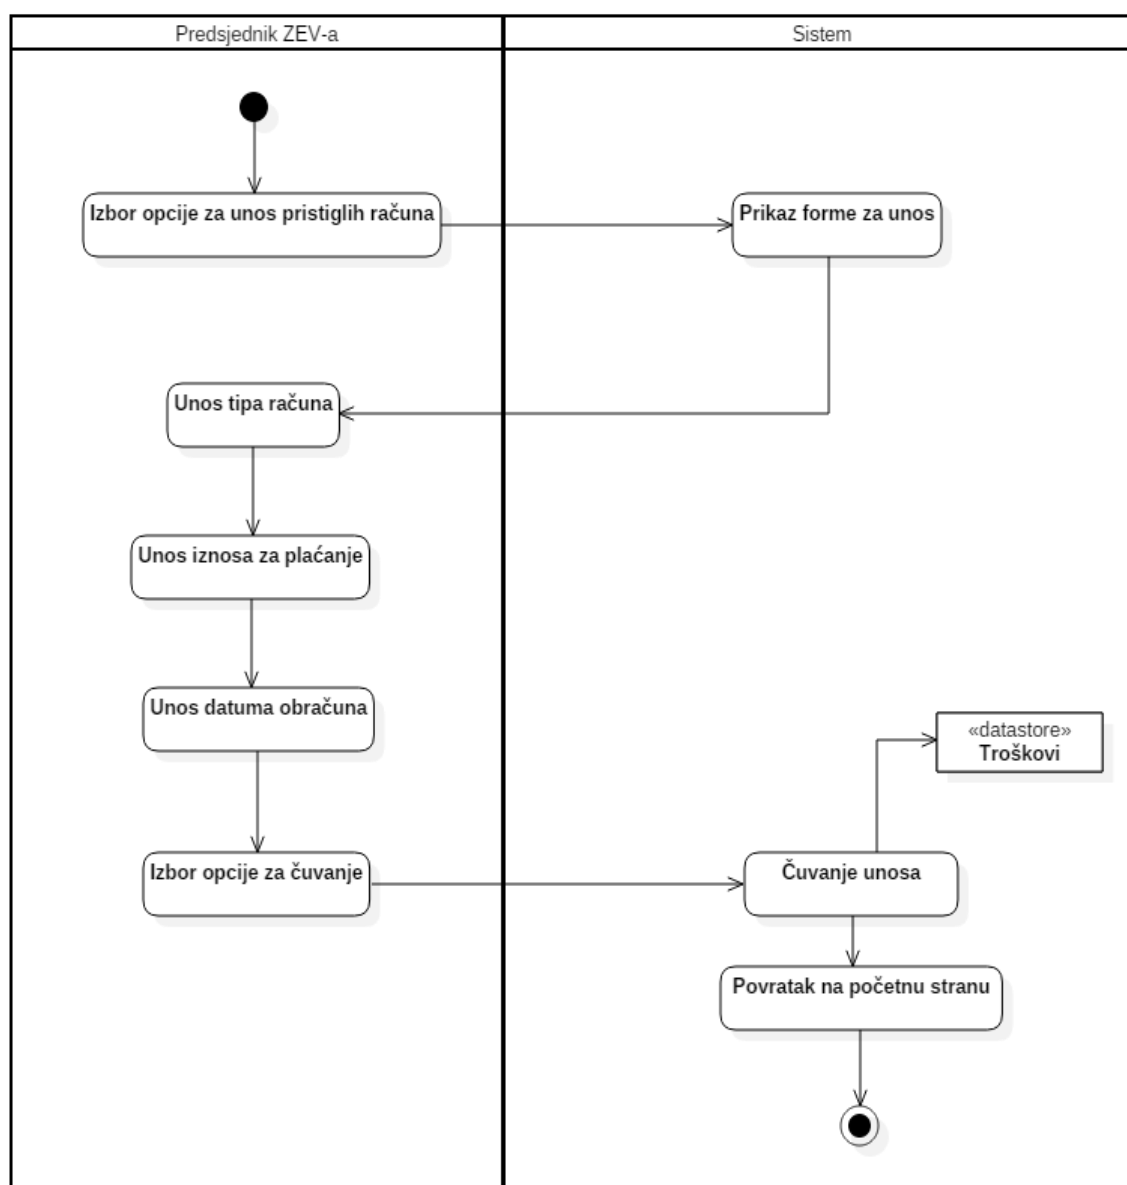 Predsjednik ZEV-a
Sistem
Izbor opcije za unos pristiglih računa
Prikaz forme za unos
Unos tipa računa
Unos iznosa za plaćanje
Unos datuma obračuna
«datastore»
Troškovi
Izbor opcije za čuvanje
Čuvanje unosa
Povratak na početnu stranu